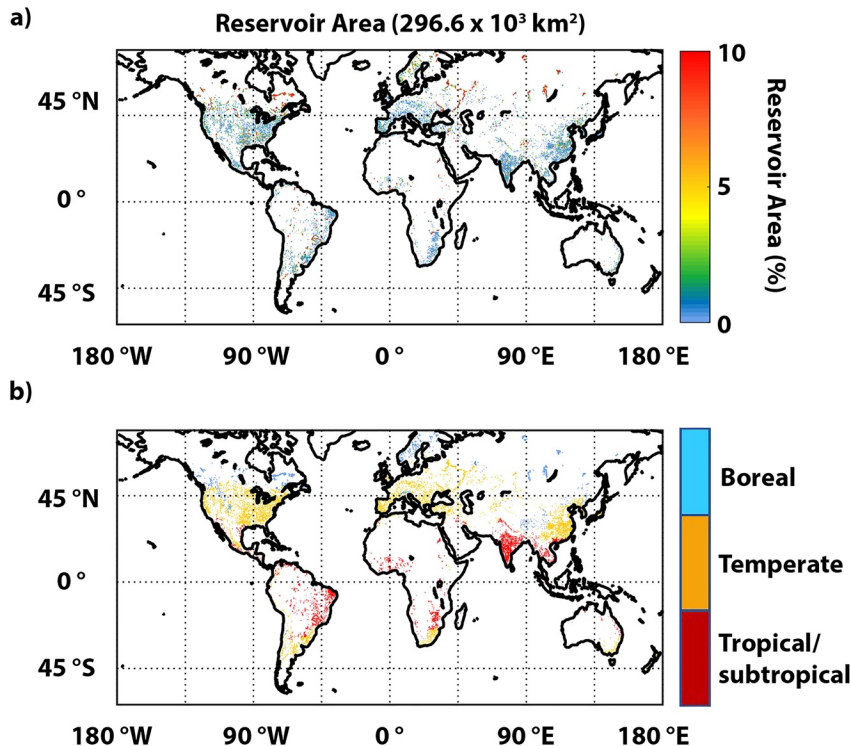 a)
Reservoir Area (296.6 x 10³ km²)
10
45 °N
5
0 °
45 °S
0
Reservoir Area (%)
180 °W 90 °W 0 ° 90 °E 180 °E
b)
45 °N
0 °
45 °S
Boreal
Temperate
Tropical/
subtropical
180 °W 90 °W 0 ° 90 °E 180 °E